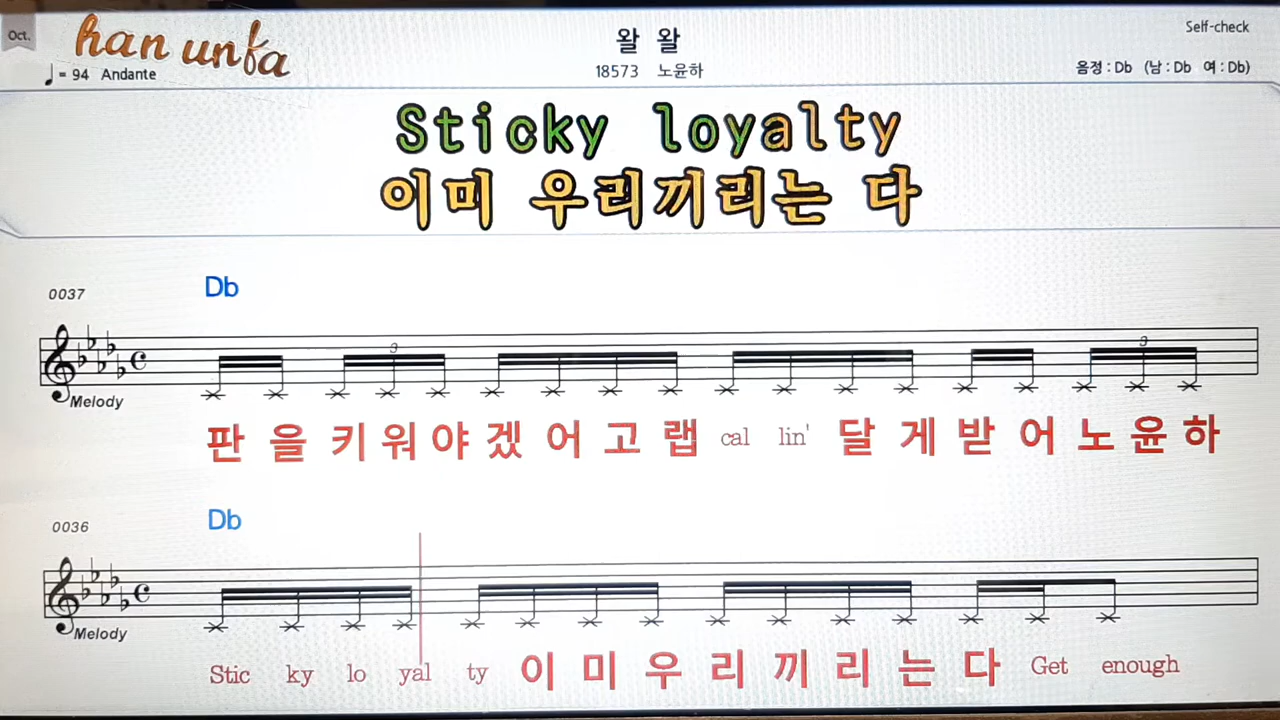 Oct.
han unfa
왈 왈
Self-check
♩ = 94 Andante
18573 노윤하
음정 : Db (남 : Db 여 : Db)
Sticky loyalty
이미 우리끼리는 다
0037
Db
3
3
Melody
판 을 키 워 야 겠 어 고 랩 cal lin' 달 게 받 어 노 윤 하
0036
Db
Melody
Stic ky lo yal ty 이 미 우 리 끼 리 는 다 Get enough